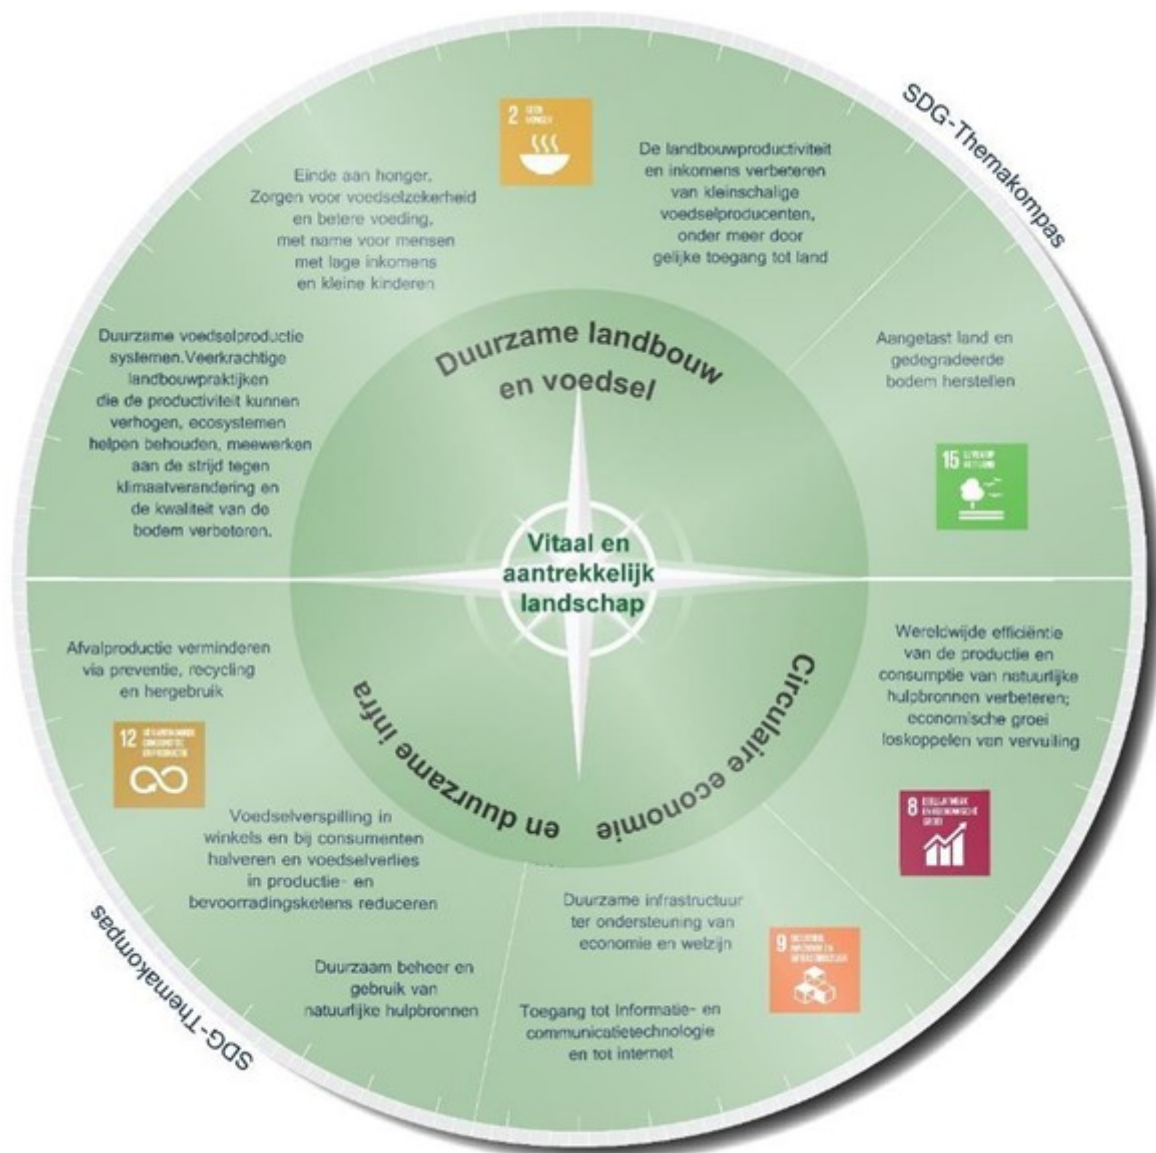 SDG-Themakompas
2 GEEN
HONGER
Einde aan honger.
Zorgen voor voedselzekerheid
en betere voeding,
met name voor mensen
met lage inkomens
en kleine kinderen
De landbouwproductiviteit
en inkomens verbeteren
van kleinschalige
voedselproducenten,
onder meer door
gelijke toegang tot land
Duurzame voedselproductie
systemen.Veerkrachtige
landbouwpraktijken
die de productiviteit kunnen
verhogen, ecosystemen
helpen behouden, meewerken
aan de strijd tegen
klimaatverandering en
de kwaliteit van de
bodem verbeteren.
Aangetast land en
gedegradeerde
bodem herstellen
15
Duurzame landbouw
en voedsel
Vitaal en
aantrekkelijk
landschap
Circulaire economie
en duurzame infra
Afvalproductie verminderen
via preventie, recycling
en hergebruik
12
Voedselverspilling in
winkels en bij consumenten
halveren en voedselverlies
in productie- en
bevoorradingsketens reduceren
Duurzaam beheer en
gebruik van
natuurlijke hulpbronnen
Wereldwijde efficiëntie
van de productie en
consumptie van natuurlijke
hulpbronnen verbeteren;
economische groei
loskoppelen van vervuiling
8
Duurzame infrastructuur
ter ondersteuning van
economie en welzijn
9
Toegang tot Informatie- en
communicatietechnologie
en tot internet
SDG-Themakompas